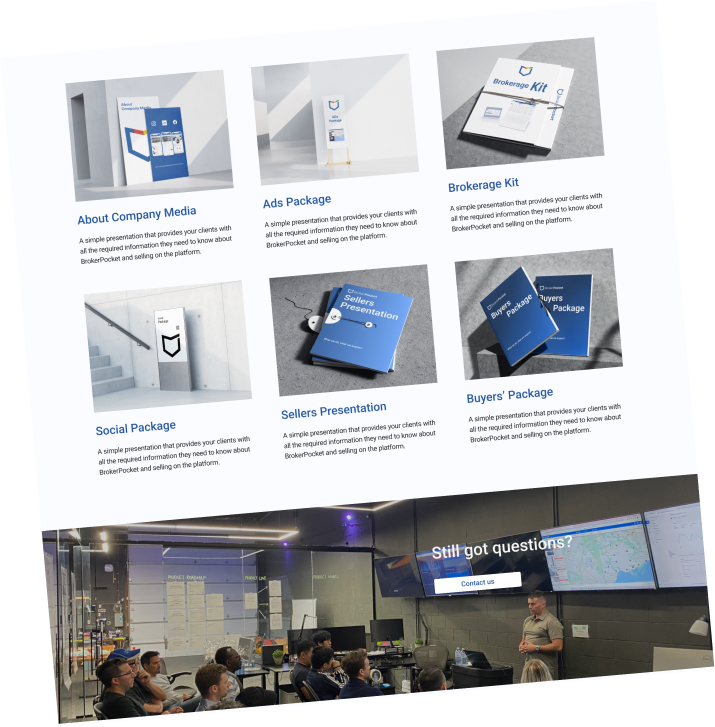 About
Company Media
Ads
Package
Brokerage Kit
About Company Media
A simple presentation that provides your clients with
all the required information they need to know about
BrokerPocket and selling on the platform.
Ads Package
A simple presentation that provides your clients with
all the required information they need to know about
BrokerPocket and selling on the platform.
Brokerage Kit
A simple presentation that provides your clients with
all the required information they need to know about
BrokerPocket and selling on the platform.
Sellers
Presentation
Buyers
Package
Buyers
Package
Social Package
A simple presentation that provides your clients with
all the required information they need to know about
BrokerPocket and selling on the platform.
Sellers Presentation
A simple presentation that provides your clients with
all the required information they need to know about
BrokerPocket and selling on the platform.
Buyers' Package
A simple presentation that provides your clients with
all the required information they need to know about
BrokerPocket and selling on the platform.
Still got questions?
Contact us